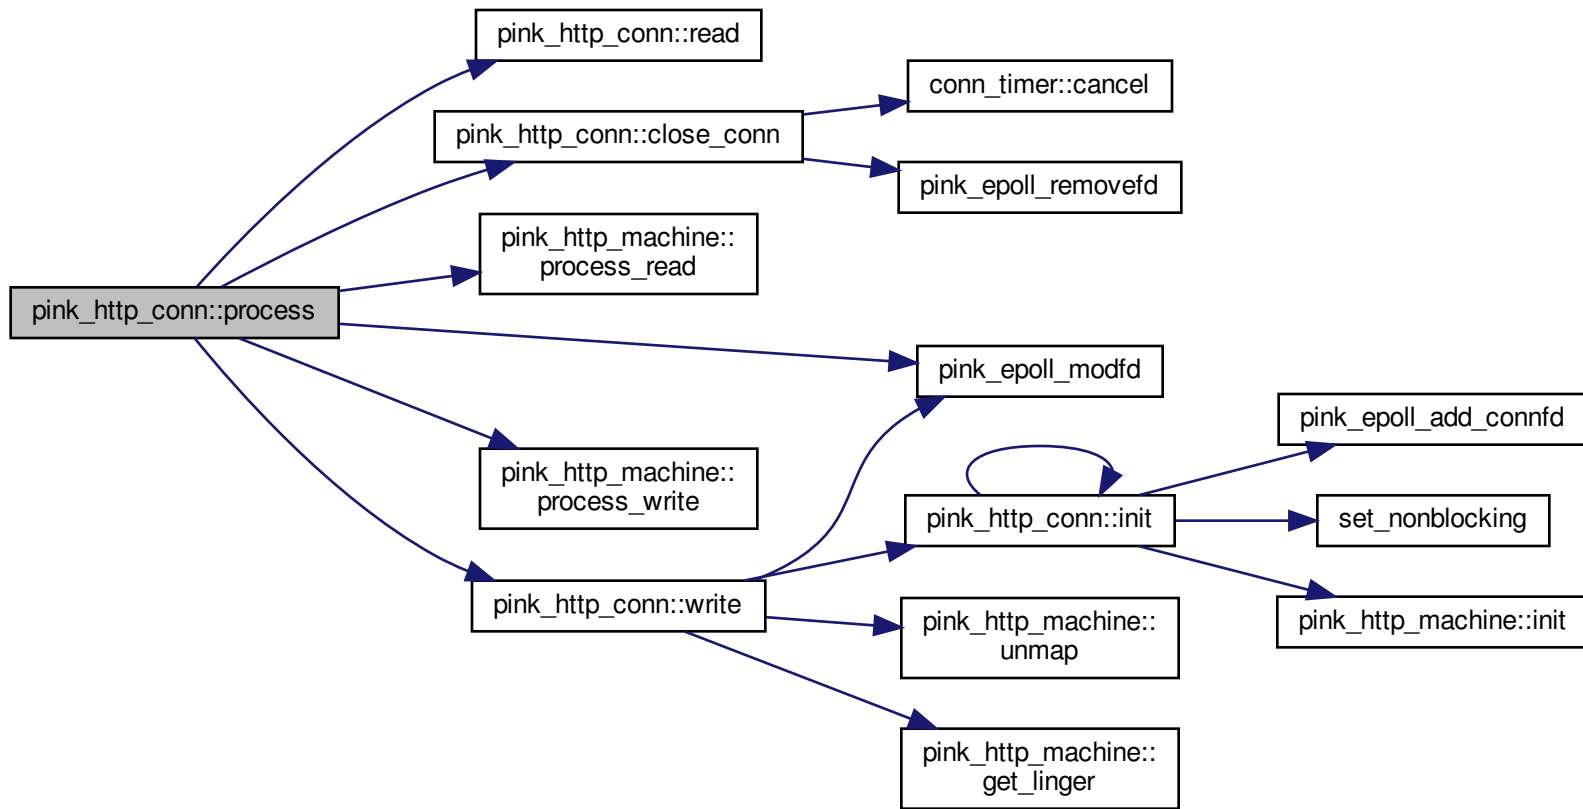 pink_http_conn::read
conn_timer::cancel
pink_http_conn::close_conn
pink_epoll_removefd
pink_http_machine::
process_read
pink_http_conn::process
pink_epoll_modfd
pink_epoll_add_connfd
pink_http_machine::
process_write
pink_http_conn::init
set_nonblocking
pink_http_conn::write
pink_http_machine::
unmap
pink_http_machine::init
pink_http_machine::
get_linger